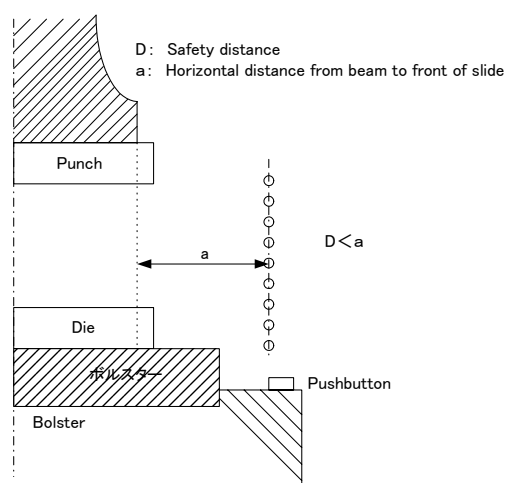 D: Safety distance
a: Horizontal distance from beam to front of slide
Punch
a
D＜a
Die
ボルスター
Pushbutton
Bolster